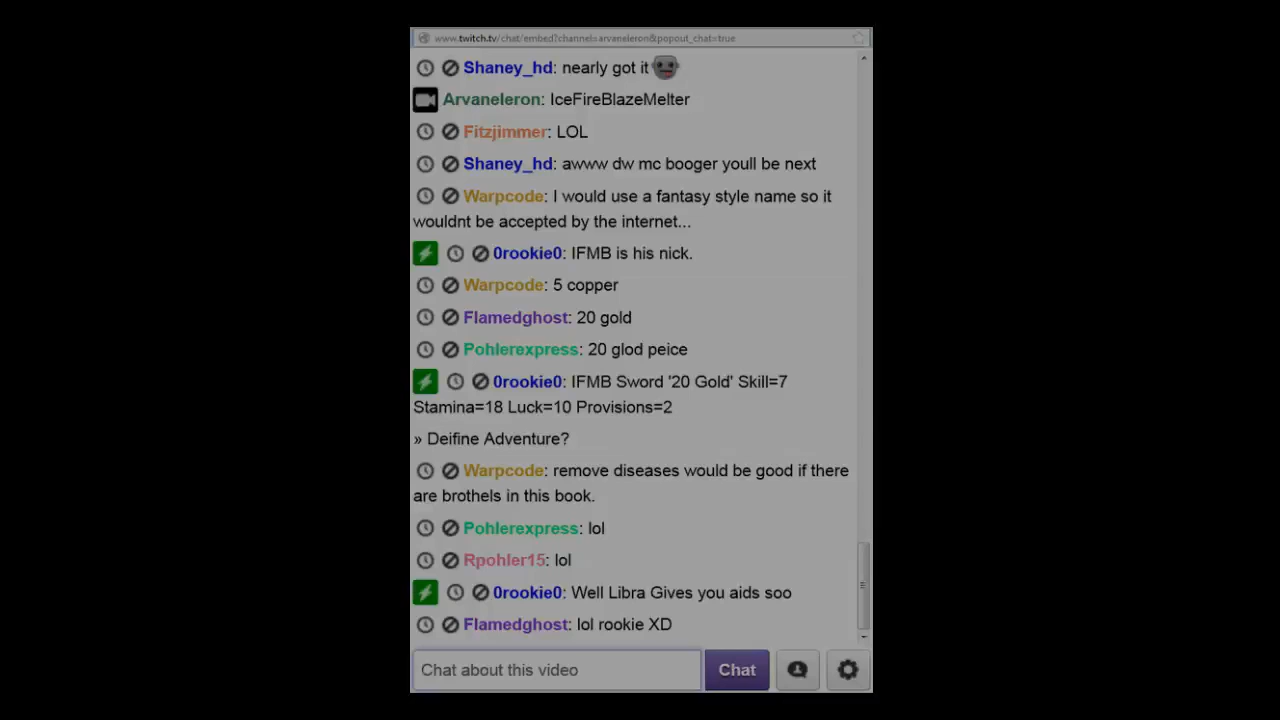 www.twitch.tv/chat/embed?channel=arvaneleron&popout_chat=true
Shaney_hd: nearly got it
Arvaneleron: IceFireBlazeMelter
Fitzjimmer: LOL
Shaney_hd: awww dw mc booger youll be next
Warpcode: I would use a fantasy style name so it
wouldnt be accepted by the internet...
0rookie0: IFMB is his nick.
Warpcode: 5 copper
Flamedghost: 20 gold
Pohlerexpress: 20 glod peice
0rookie0: IFMB Sword '20 Gold' Skill=7
Stamina=18 Luck=10 Provisions=2
» Deifine Adventure?
Warpcode: remove diseases would be good if there
are brothels in this book.
Pohlerexpress: lol
Rpohler15: lol
0rookie0: Well Libra Gives you aids soo
Flamedghost: lol rookie XD
Chat about this video
Chat